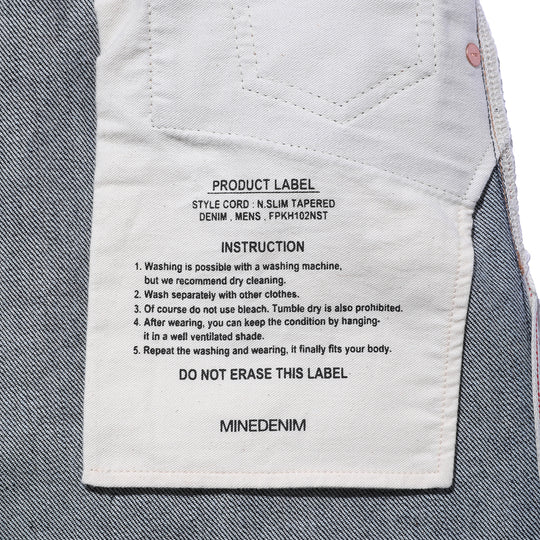 PRODUCT LABEL
STYLE CORD : N.SLIM TAPERED
DENIM . MENS . FPKH102NST
INSTRUCTION
1. Washing is possible with a washing machine,
but we recommend dry cleaning.
2. Wash separately with other clothes.
3. Of course do not use bleach. Tumble dry is also prohibited.
4. After wearing, you can keep the condition by hanging-
it in a well ventilated shade.
5. Repeat the washing and wearing, it finally fits your body.
DO NOT ERASE THIS LABEL
MINEDENIM